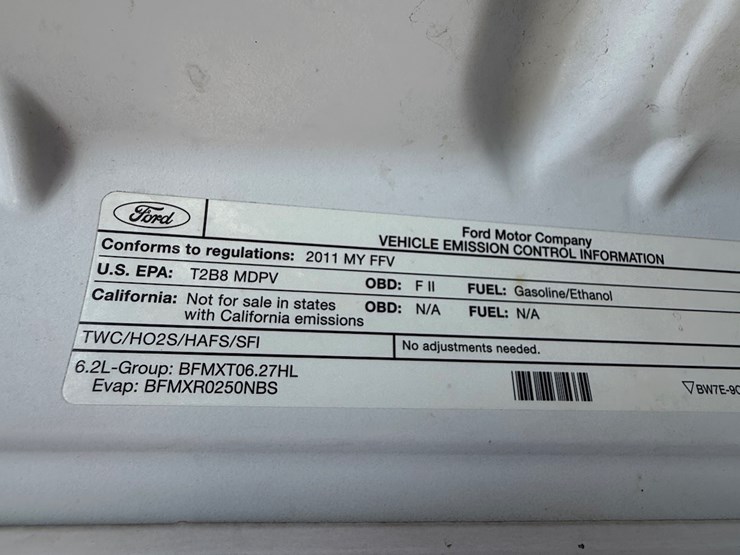 Ford
Ford Motor Company
VEHICLE EMISSION CONTROL INFORMATION
Conforms to regulations: 2011 MY FFV
U.S. EPA: T2B8 MDPV OBD: F II FUEL: Gasoline/Ethanol
California: Not for sale in states OBD: N/A FUEL: N/A
with California emissions
TWC/HO2S/HAFS/SFI No adjustments needed.
6.2L-Group: BFMXT06.27HL
Evap: BFMXR0250NBS